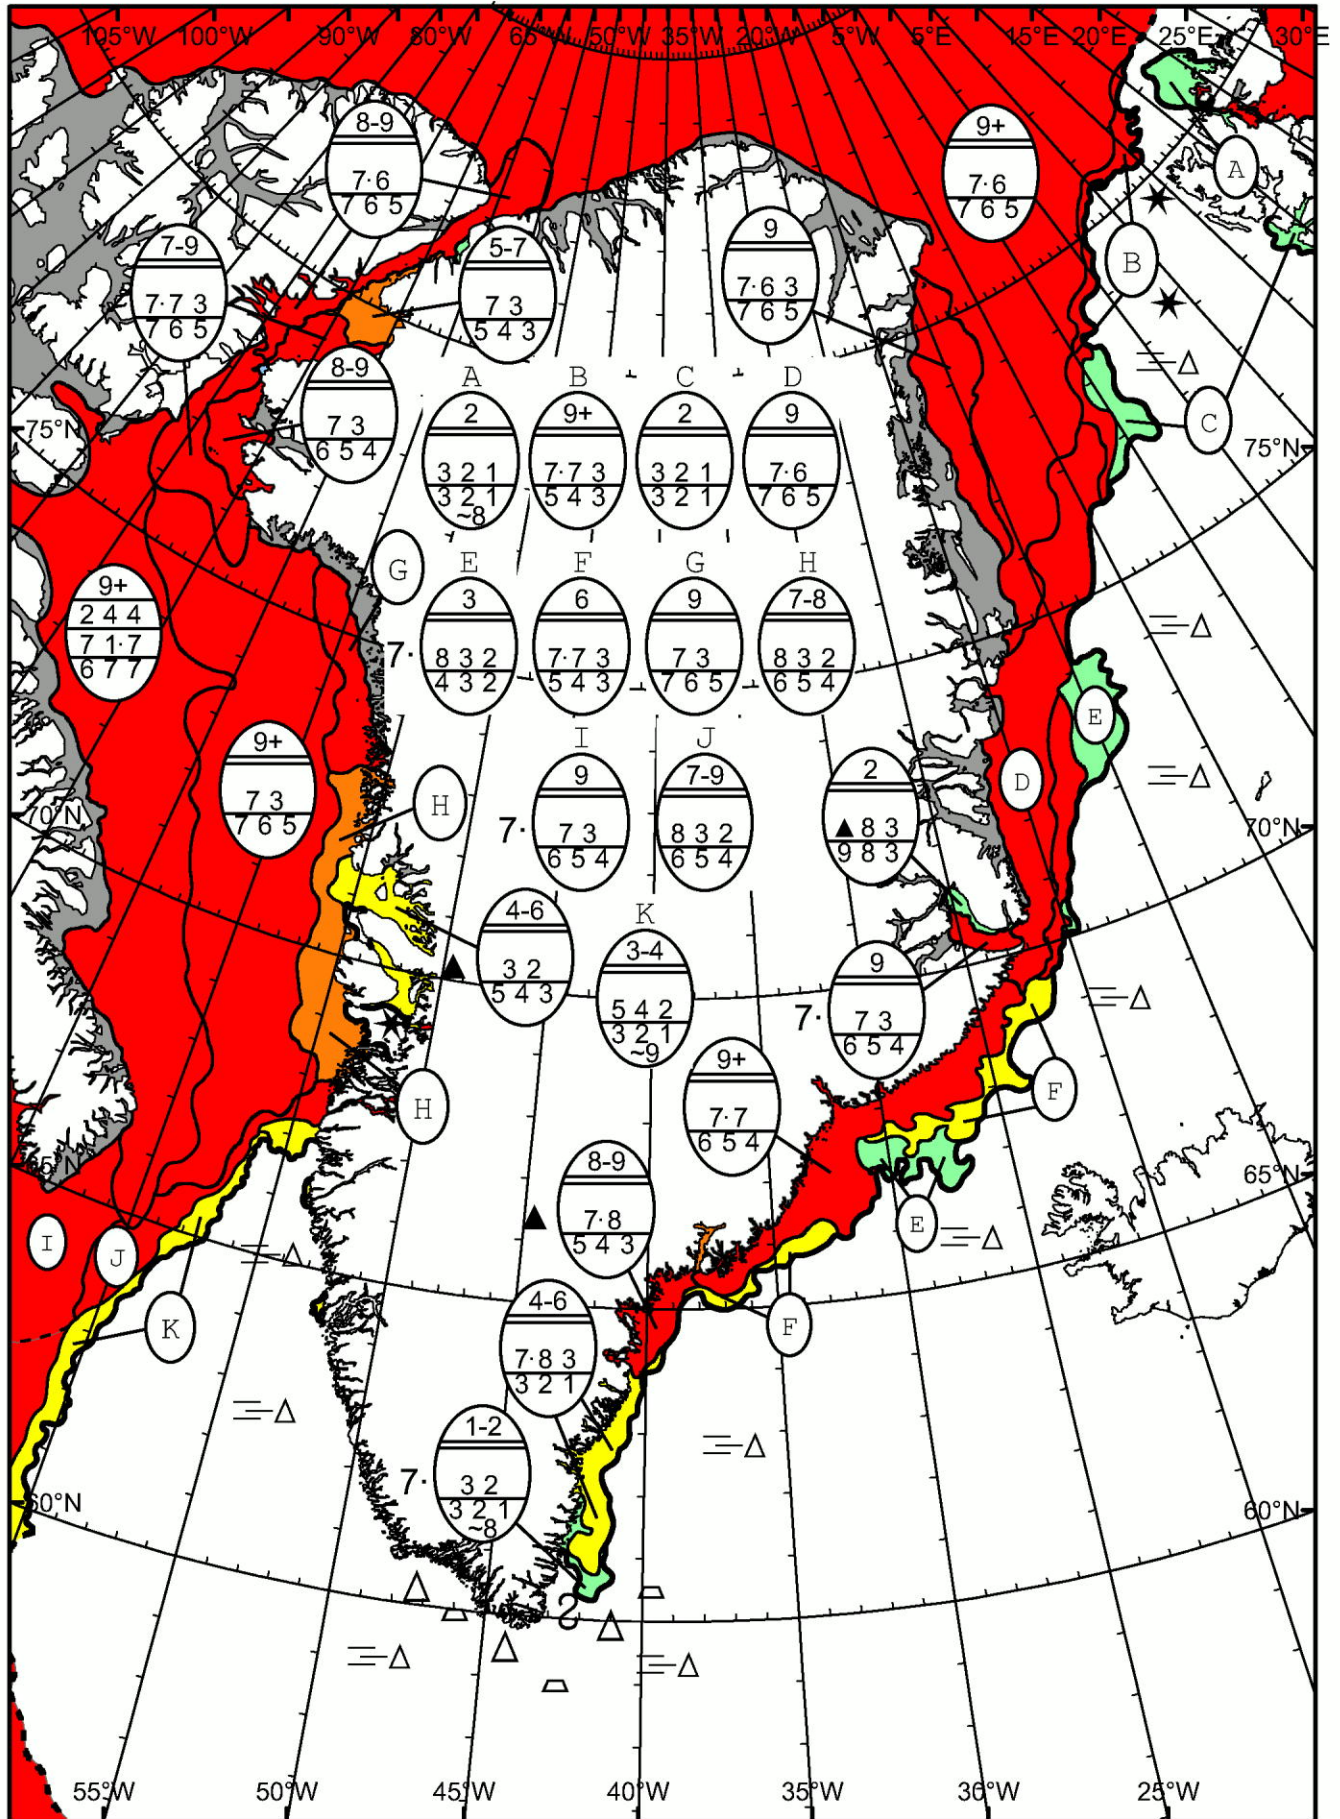 105°W 100°W 90°W 80°W 65°W 50°W 35°W 20°W 5°W 5°E 15°E 20°E 25°E 30°E
8-9
7·6
7 6 5
9+
7·6
7 6 5
A
7-9
7·7 3
7 6 5
5-7
7 3
5 4 3
9
7·6 3
7 6 5
B
8-9
7 3
6 5 4
C
75°N
75°N
A B C D
2
3 2 1
3 2 1
~8
9+
7·7 3
5 4 3
2
3 2 1
3 2 1
9
7·6
7 6 5
G
E F G H
9+
2 4 4
7 1·7
6 7 7
7·
3
8 3 2
4 3 2
6
7·7 3
5 4 3
9
7 3
7 6 5
7-8
8 3 2
6 5 4
E
9+
7 3
7 6 5
H
I J
7·
9
7 3
6 5 4
7-9
8 3 2
6 5 4
2
▲ 8 3
9 8 3
D
70°N
70°N
4-6
3 2
5 4 3
K
3-4
5 4 2
3 2 1
~9
7·
9
7 3
6 5 4
H
9+
7·7
6 5 4
F
65°N
65°N
8-9
7·8
5 4 3
E
I
J
K
4-6
7·8 3
3 2 1
F
7·
1-2
3 2
3 2 1
~8
60°N
60°N
2
55°W 50°W 45°W 40°W 35°W 30°W 25°W